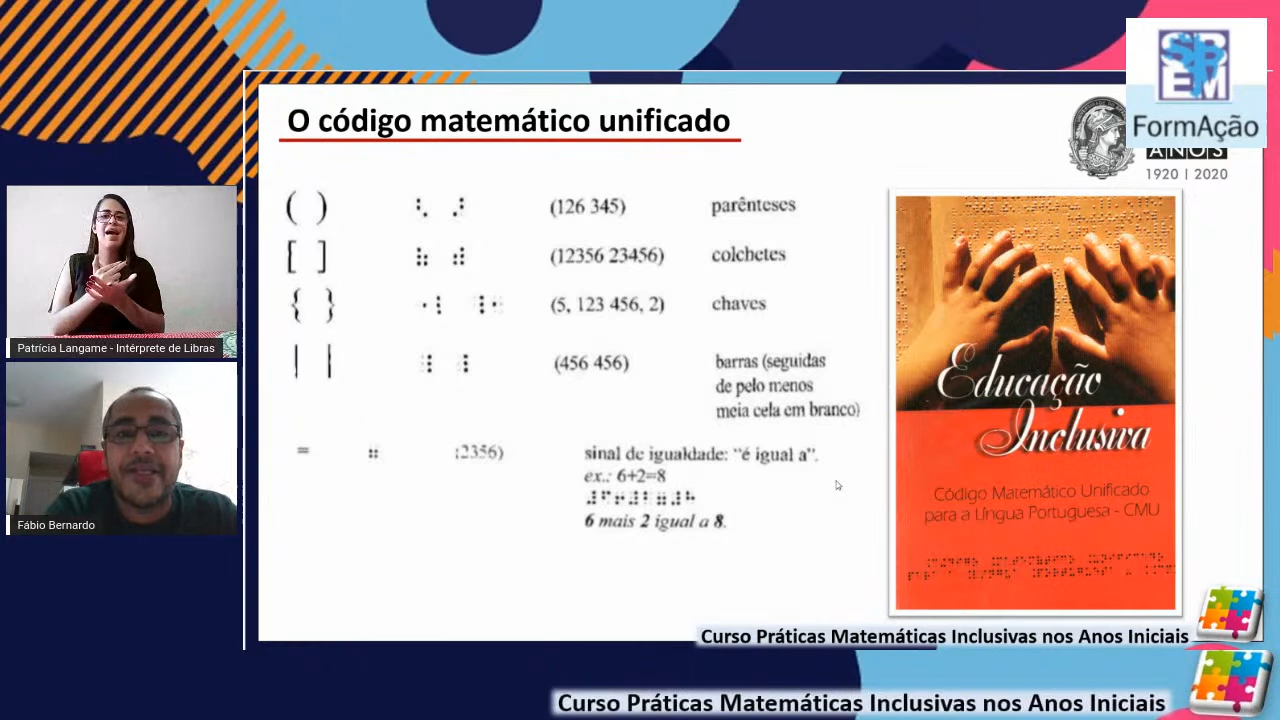 O código matemático unificado
SBEM
FormAção
ANOS
1920 | 2020
( ) (126 345) parênteses
[ ] (12356 23456) colchetes
{ } (5, 123 456, 2) chaves
| | (456 456) barras (seguidas
de pelo menos
meia cela em branco)
= (2356) sinal de igualdade: "é igual a".
ex.: 6+2=8
⠼⠋⠖⠼⠃⠶⠼⠓
6 mais 2 igual a 8.
Educação
Inclusiva
Código Matemático Unificado
para a Língua Portuguesa - CMU
Patrícia Langame - Intérprete de Libras
Fábio Bernardo
Curso Práticas Matemáticas Inclusivas nos Anos Iniciais
Curso Práticas Matemáticas Inclusivas nos Anos Iniciais